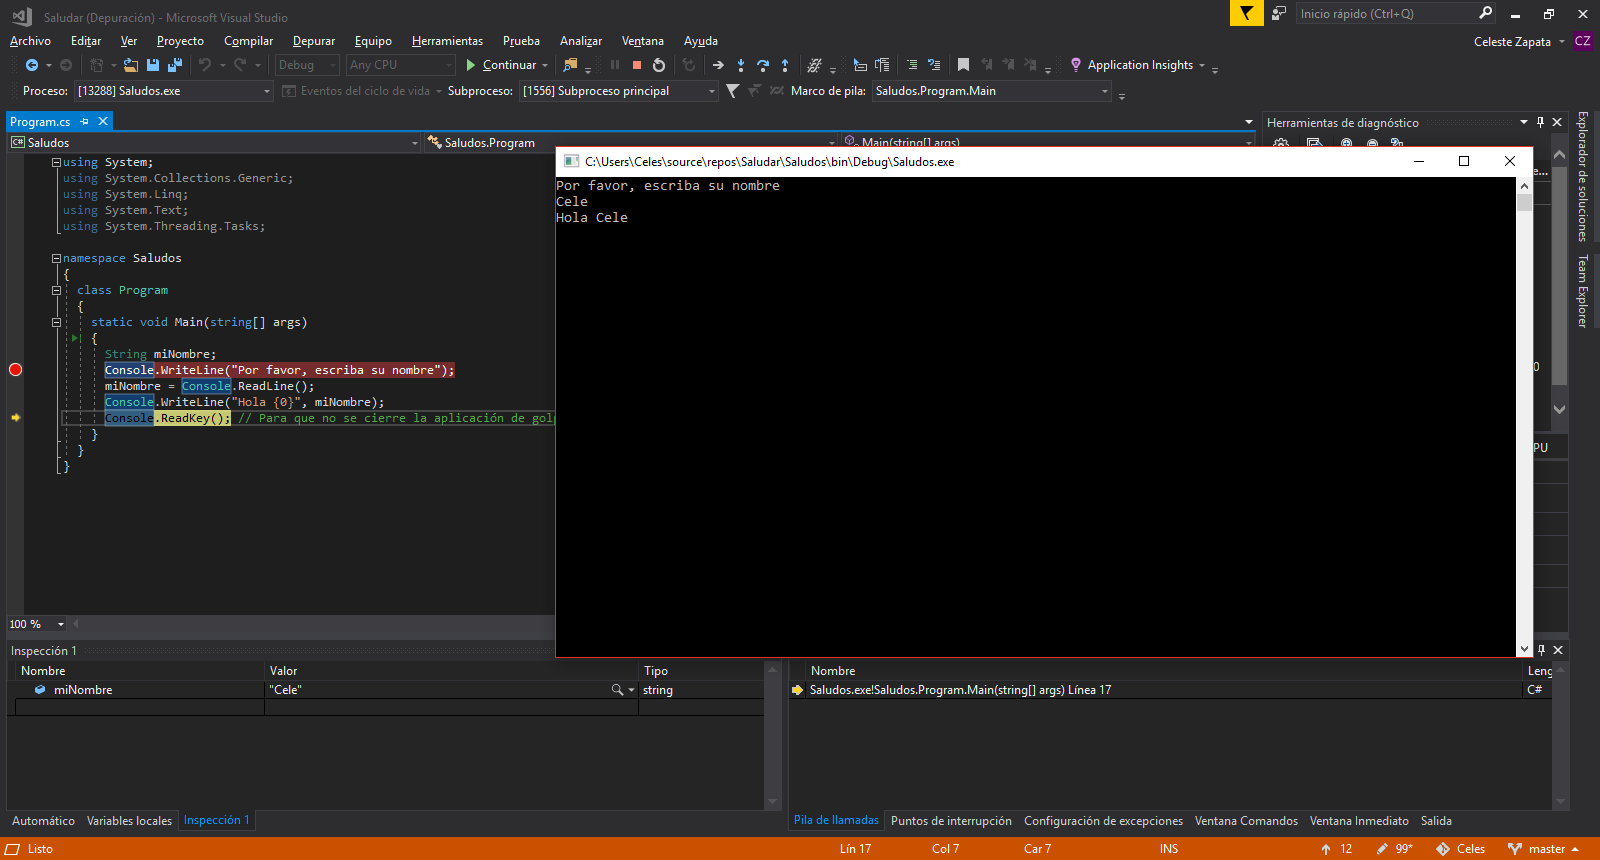 Saludar (Depuración) - Microsoft Visual Studio
Inicio rápido (Ctrl+Q)
Archivo Editar Ver Proyecto Compilar Depurar Equipo Herramientas Prueba Analizar Ventana Ayuda
Celeste Zapata CZ
Debug Any CPU Continuar Application Insights
Proceso: [13288] Saludos.exe Eventos del ciclo de vida Subproceso: [1556] Subproceso principal Marco de pila: Saludos.Program.Main
Program.cs
Herramientas de diagnóstico
C# Saludos Saludos.Program Main(string[] args)
Explorador de soluciones
Team Explorer
using System;
using System.Collections.Generic;
using System.Linq;
using System.Text;
using System.Threading.Tasks;
namespace Saludos
{
class Program
{
static void Main(string[] args)
{
String miNombre;
Console.WriteLine("Por favor, escriba su nombre");
miNombre = Console.ReadLine();
Console.WriteLine("Hola {0}", miNombre);
Console.ReadKey(); // Para que no se cierre la aplicación de golp
}
}
}
C:\Users\Celes\source\repos\Saludar\Saludos\bin\Debug\Saludos.exe
Por favor, escriba su nombre
Cele
Hola Cele
e...
0
PU
100 %
Inspección 1
Nombre Valor Tipo
miNombre "Cele" string
Nombre Leng
Saludos.exe!Saludos.Program.Main(string[] args) Línea 17 C#
Automático Variables locales Inspección 1
Pila de llamadas Puntos de interrupción Configuración de excepciones Ventana Comandos Ventana Inmediato Salida
Listo Lín 17 Col 7 Car 7 INS 12 99* Celes master